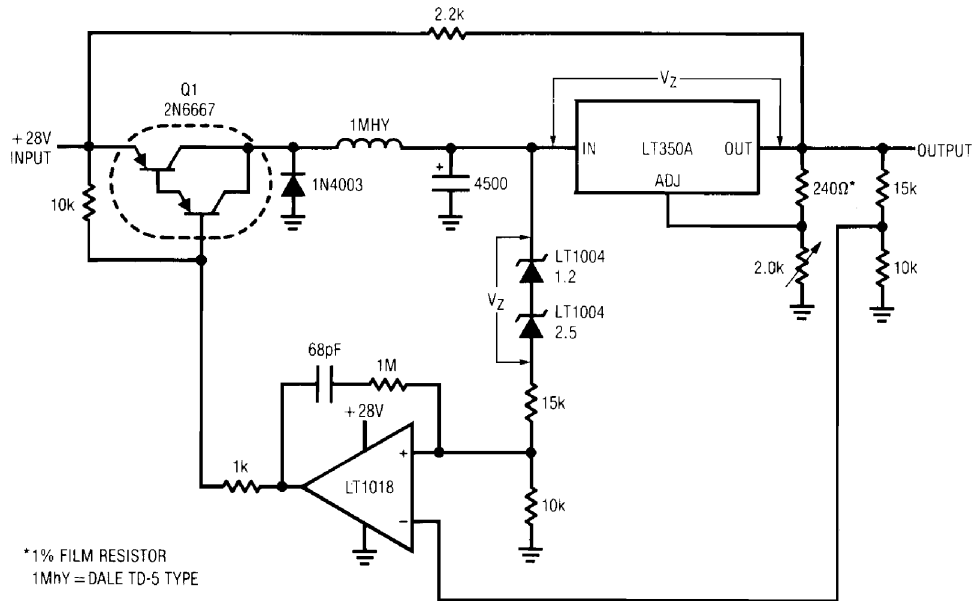 2.2k
Q1
2N6667
VZ
1MHY
+28V
INPUT
IN
LT350A
OUT
ADJ
OUTPUT
1N4003
+
4500
240Ω*
15k
10k
2.0k
10k
LT1004
1.2
VZ
LT1004
2.5
68pF
1M
15k
+28V
+
1k
LT1018
10k
−
*1% FILM RESISTOR
1MhY = DALE TD-5 TYPE